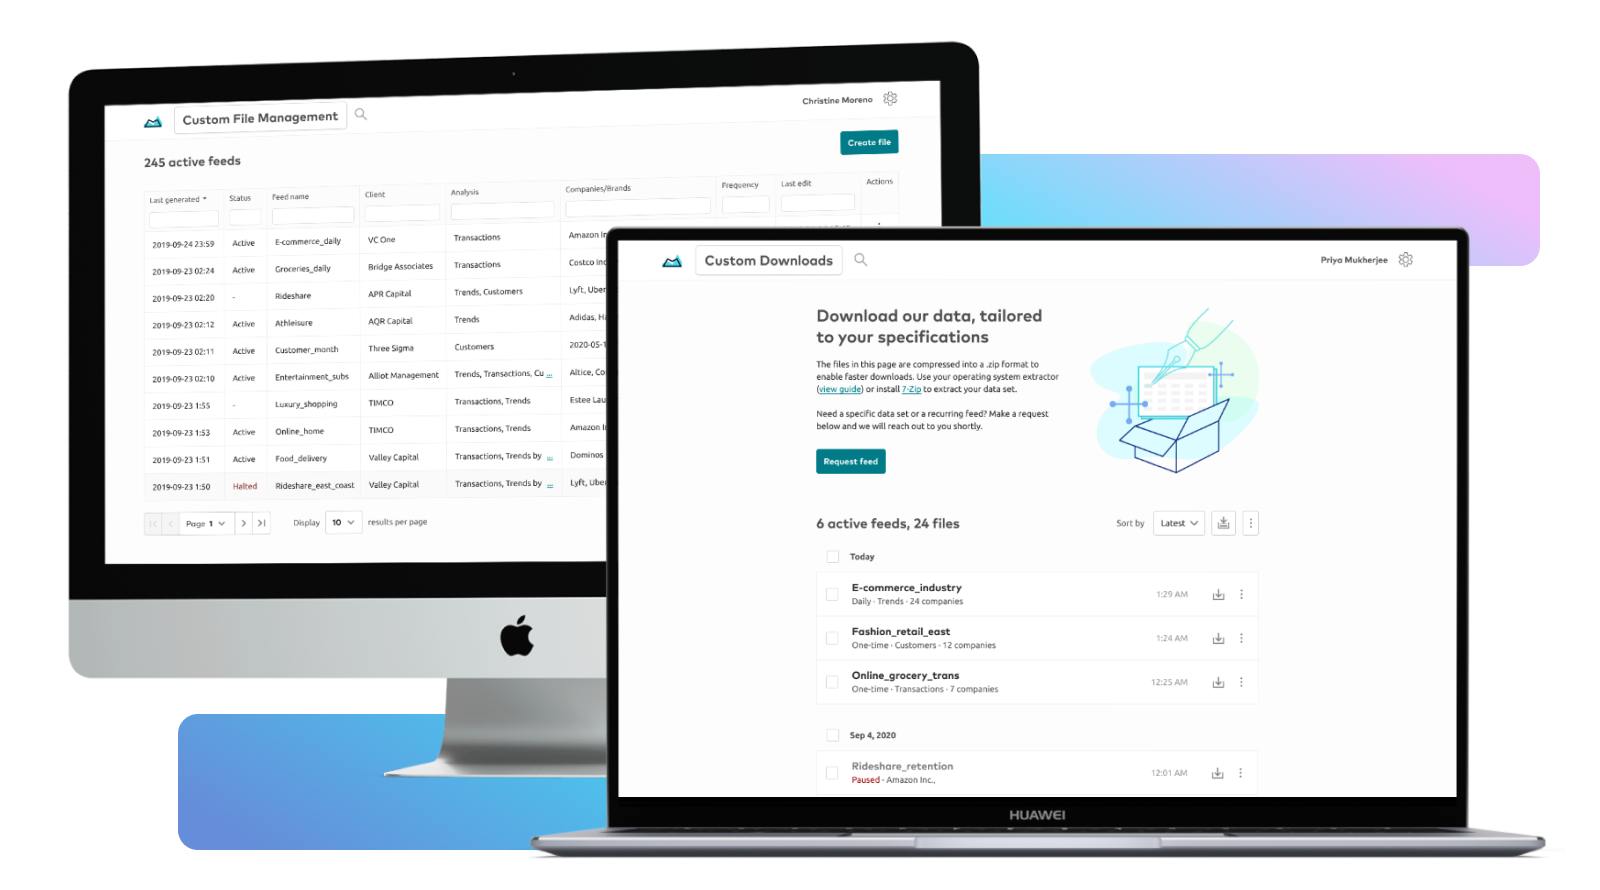 Custom File Management
Christine Moreno
245 active feeds
Create file
Last generated Status Feed name Client Analysis Companies/Brands Frequency Last edit Actions
2019-09-24 23:59 Active E-commerce_daily VC One Transactions Amazon
2019-09-23 02:24 Active Groceries_daily Bridge Associates Transactions Costco Inc
2019-09-23 02:20 - Rideshare APR Capital Trends, Customers Lyft, Uber
2019-09-23 02:12 Active Athleisure AQR Capital Trends Adidas,
2019-09-23 02:11 Active Customer_month Three Sigma Customers 2020-05-1
2019-09-23 02:10 Active Entertainment_subs Alliot Management Trends, Transactions, Cu ... Altice, Co
2019-09-23 1:55 - Luxury_shopping TIMCO Transactions, Trends Estee Lau
2019-09-23 1:53 Active Online_home TIMCO Transactions, Trends Amazon
2019-09-23 1:51 Active Food_delivery Valley Capital Transactions, Trends by ... Dominos
2019-09-23 1:50 Halted Rideshare_east_coast Valley Capital Transactions, Trends by ... Lyft, Uber
Page 1 Display 10 results per page
Custom Downloads
Priya Mukherjee
Download our data, tailored
to your specifications
The files in this page are compressed into a .zip format to
enable faster downloads. Use your operating system extractor
(view guide) or install 7-Zip to extract your data set.
Need a specific data set or a recurring feed? Make a request
below and we will reach out to you shortly.
Request feed
6 active feeds, 24 files
Sort by Latest
Today
E-commerce_industry
Daily · Trends · 24 companies
1:29 AM
Fashion_retail_east
One-time · Customers · 12 companies
1:24 AM
Online_grocery_trans
One-time · Transactions · 7 companies
12:25 AM
Sep 4, 2020
Rideshare_retention
Paused · Amazon Inc.,
12:01 AM
HUAWEI